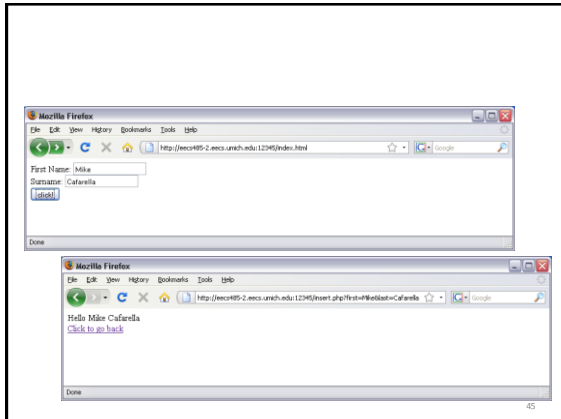 Mozilla Firefox
File Edit View History Bookmarks Tools Help
http://eecs485-2.eecs.umich.edu:12345/index.html Google
First Name: Mike
Surname: Cafarella
click!
Done
Mozilla Firefox
File Edit View History Bookmarks Tools Help
http://eecs485-2.eecs.umich.edu:12345/insert.php?first=Mike&last=Cafarella Google
Hello Mike Cafarella
Click to go back
Done
45